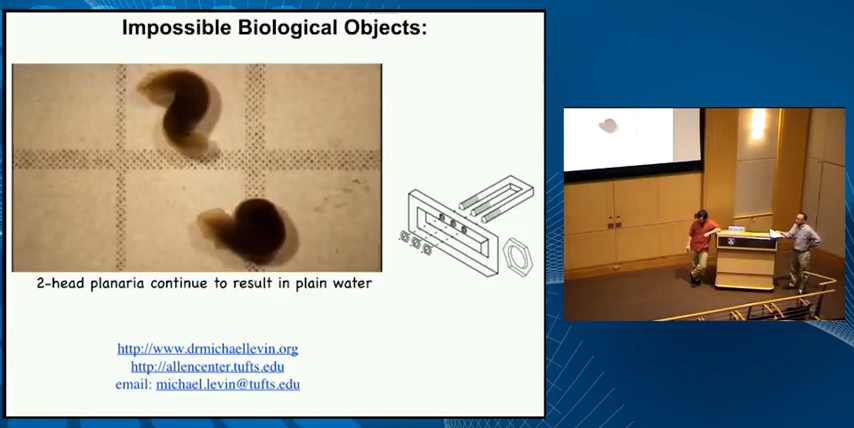 Impossible Biological Objects:
2-head planaria continue to result in plain water
http://www.drmichaellevin.org
http://allencenter.tufts.edu
email: michael.levin@tufts.edu